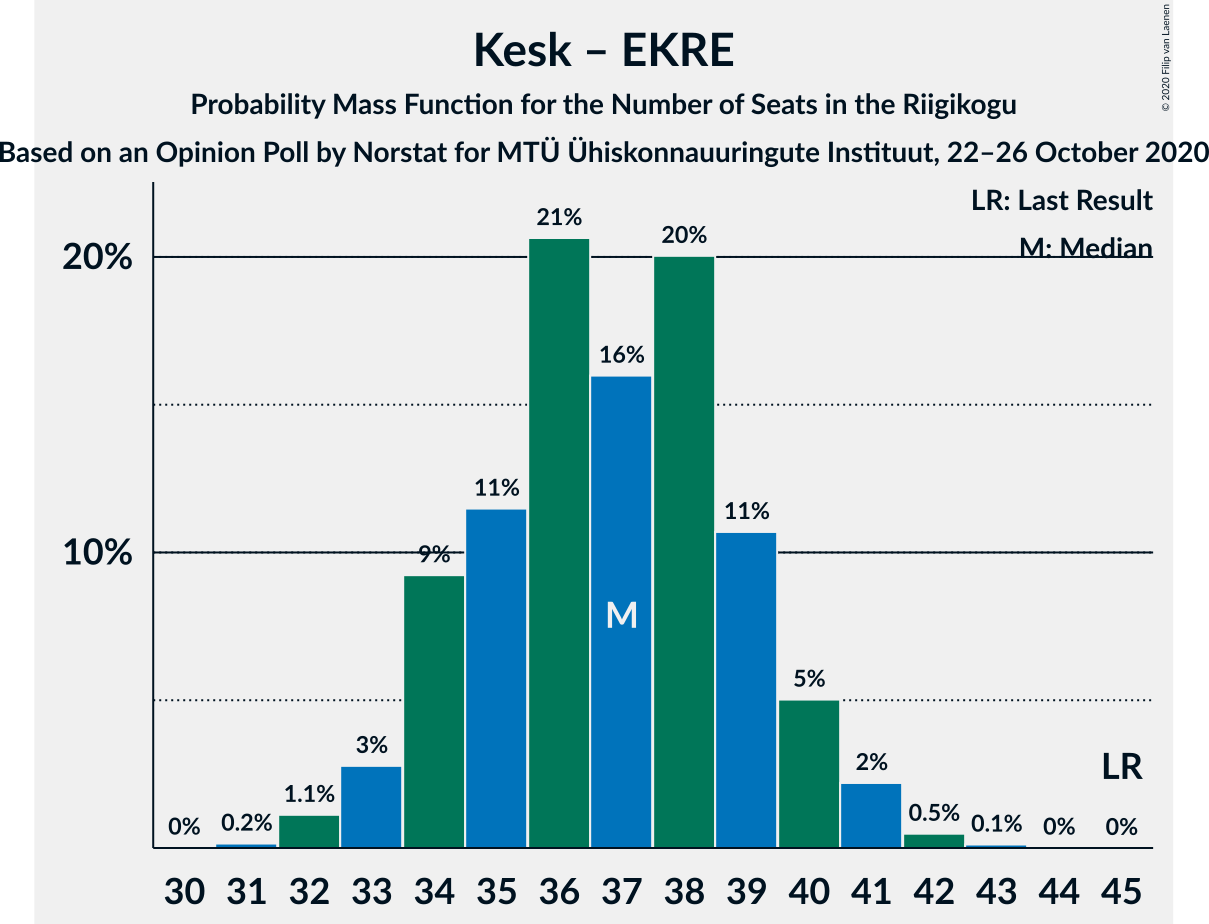 Kesk – EKRE
© 2020 Filip van Laenen
Probability Mass Function for the Number of Seats in the Riigikogu
Based on an Opinion Poll by Norstat for MTÜ Ühiskonnauuringute Instituut, 22–26 October 2020
LR: Last Result
M: Median
20%
10%
0% 0.2% 1.1% 3% 9% 11% 21% 16% 20% 11% 5% 2% 0.5% 0.1% 0% 0%
M
LR
30 31 32 33 34 35 36 37 38 39 40 41 42 43 44 45